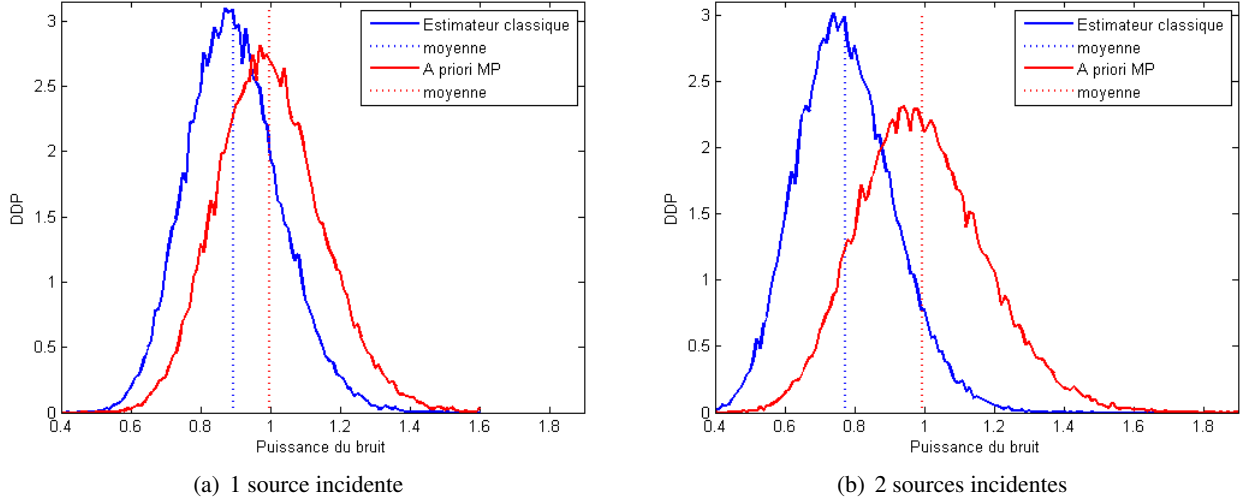 3
2.5
2
1.5
1
0.5
0
DDP
0.4
0.6
0.8
1
1.2
1.4
1.6
1.8
Puissance du bruit
Estimateur classique
moyenne
A priori MP
moyenne
(a) 1 source incidente
3
2.5
2
1.5
1
0.5
0
DDP
0.4
0.6
0.8
1
1.2
1.4
1.6
1.8
Puissance du bruit
Estimateur classique
moyenne
A priori MP
moyenne
(b) 2 sources incidentes